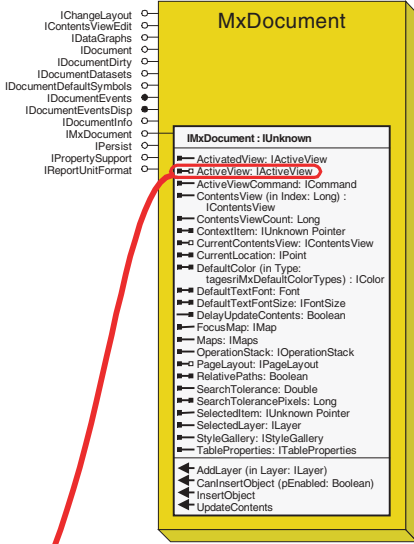 MxDocument
IChangeLayout
IContentsViewEdit
IDataGraphs
IDocument
IDocumentDirty
IDocumentDatasets
IDocumentDefaultSymbols
IDocumentEvents
IDocumentEventsDisp
IDocumentInfo
IMxDocument
IPersist
IPropertySupport
IReportUnitFormat
IMxDocument : IUnknown
ActivatedView: IActiveView
ActiveView: IActiveView
ActiveViewCommand: ICommand
ContentsView (in Index: Long) :
IContentsView
ContentsViewCount: Long
ContextItem: IUnknown Pointer
CurrentContentsView: IContentsView
CurrentLocation: IPoint
DefaultColor (in Type:
tagesriMxDefaultColorTypes) : IColor
DefaultTextFont: Font
DefaultTextFontSize: IFontSize
DelayUpdateContents: Boolean
FocusMap: IMap
Maps: IMaps
OperationStack: IOperationStack
PageLayout: IPageLayout
RelativePaths: Boolean
SearchTolerance: Double
SearchTolerancePixels: Long
SelectedItem: IUnknown Pointer
SelectedLayer: ILayer
StyleGallery: IStyleGallery
TableProperties: ITableProperties
AddLayer (in Layer: ILayer)
CanInsertObject (pEnabled: Boolean)
InsertObject
UpdateContents